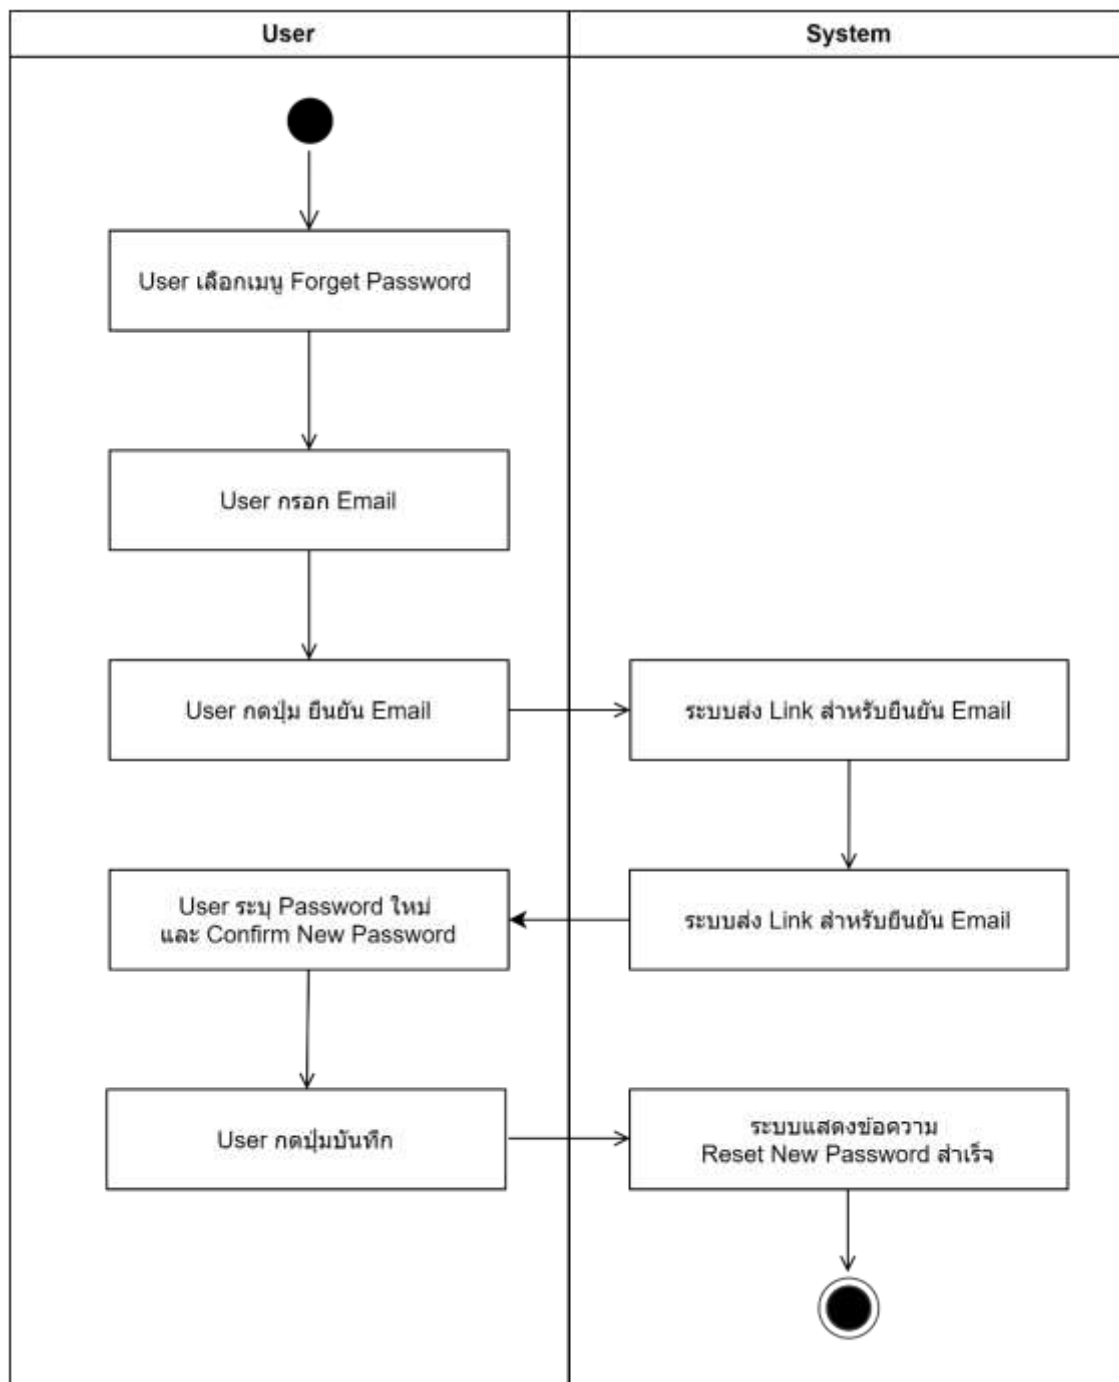 User
System
User เลือกเมนู Forget Password
User กรอก Email
User กดปุ่ม ยืนยัน Email
ระบบส่ง Link สำหรับยืนยัน Email
User ระบุ Password ใหม่
และ Confirm New Password
ระบบส่ง Link สำหรับยืนยัน Email
User กดปุ่มบันทึก
ระบบแสดงข้อความ
Reset New Password สำเร็จ